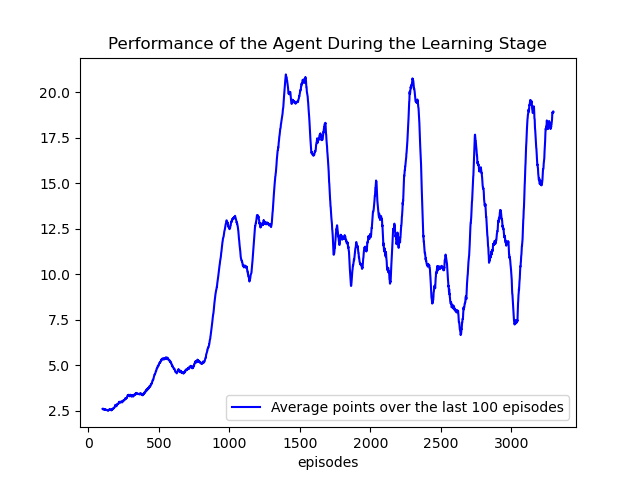 Performance of the Agent During the Learning Stage
20.0
17.5
15.0
12.5
10.0
7.5
5.0
2.5
Average points over the last 100 episodes
0 500 1000 1500 2000 2500 3000
episodes